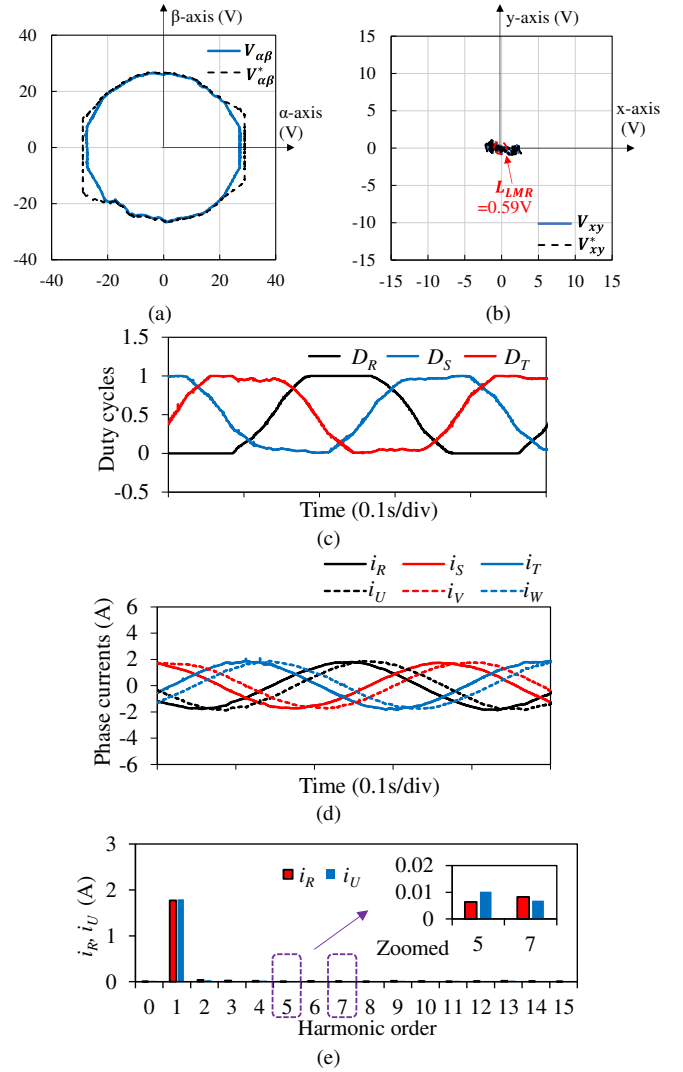 β-axis (V)
V_αβ
V*_αβ
α-axis
(V)
40
20
0
-20
-40
-40 -20 0 20 40
(a)
y-axis (V)
x-axis
(V)
15
10
5
0
-5
-10
-15
L_LMR
=0.59V
V_xy
V*_xy
-15 -10 -5 0 5 10 15
(b)
Duty cycles
1.5
1
0.5
0
-0.5
D_R D_S D_T
Time (0.1s/div)
(c)
i_R i_S i_T
i_U i_V i_W
Phase currents (A)
6
4
2
0
-2
-4
-6
Time (0.1s/div)
(d)
i_R, i_U (A)
3
2
1
0
i_R i_U
0.02
0.01
0
Zoomed 5 7
0 1 2 3 4 5 6 7 8 9 10 11 12 13 14 15
Harmonic order
(e)